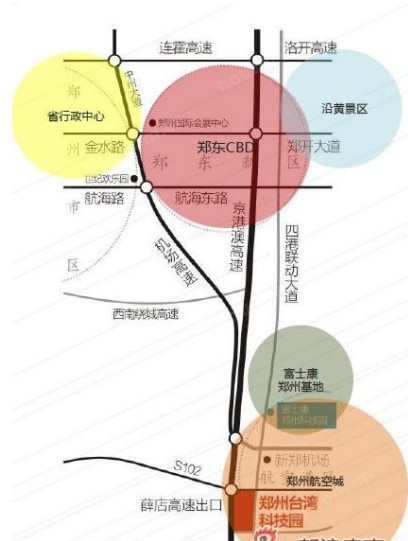 连霍高速
洛开高速
中州大道
沿黄景区
省行政中心
郑州国际会展中心
金水路
郑东CBD
郑开大道
郑东新区
郑州市区
世纪欢乐园
航海路
航海东路
机场高速
京港澳高速
四港联动大道
西南绕城高速
富士康
郑州基地
富士康
郑州科技园
新郑机场
航空港区
S102
郑州航空城
薛店高速出口
郑州台湾
科技园